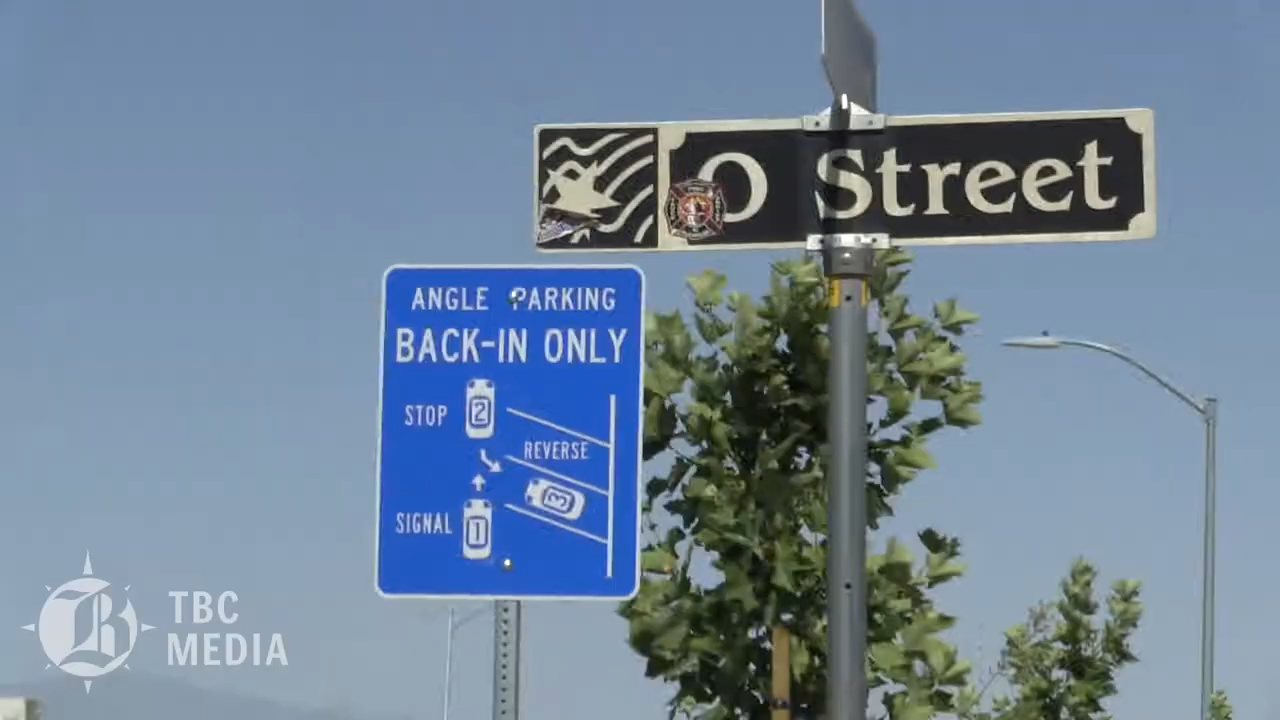 O Street
ANGLE PARKING
BACK-IN ONLY
STOP 2
REVERSE
3
SIGNAL 1
TBC
MEDIA